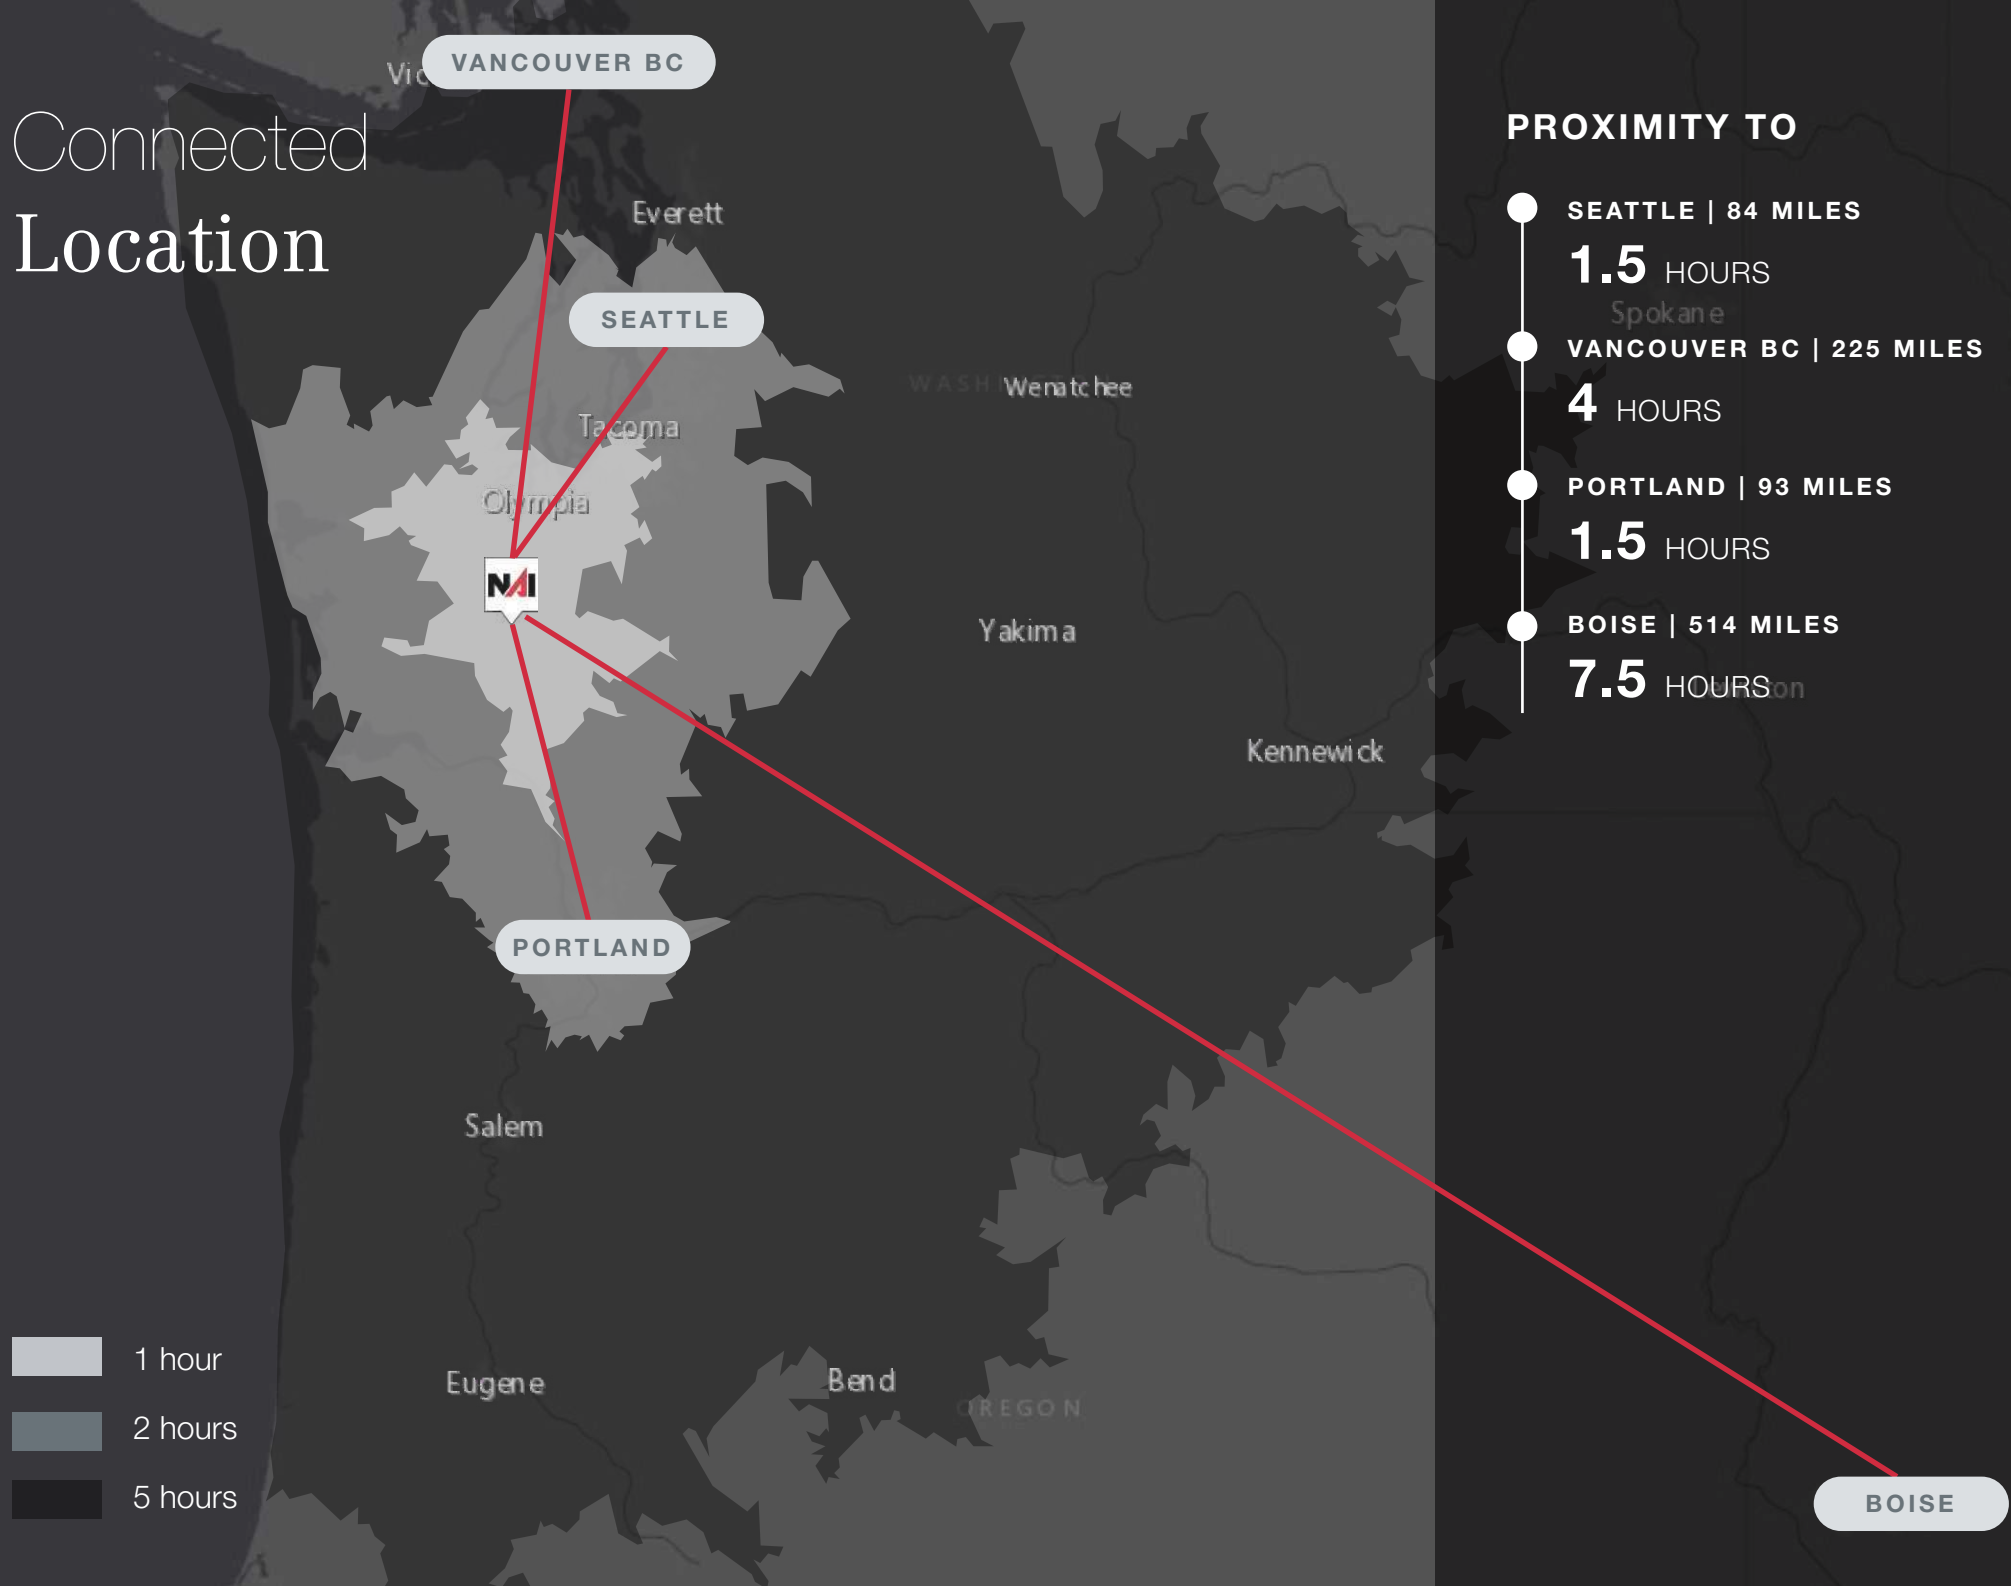 Connected
Location
VANCOUVER BC
Everett
SEATTLE
Wenatchee
Tacoma
Olympia
NAI
Yakima
Kennewick
PORTLAND
Salem
Eugene
Bend
OREGON
BOISE
1 hour
2 hours
5 hours
PROXIMITY TO
SEATTLE | 84 MILES
1.5 HOURS
Spokane
VANCOUVER BC | 225 MILES
4 HOURS
PORTLAND | 93 MILES
1.5 HOURS
BOISE | 514 MILES
7.5 HOURS